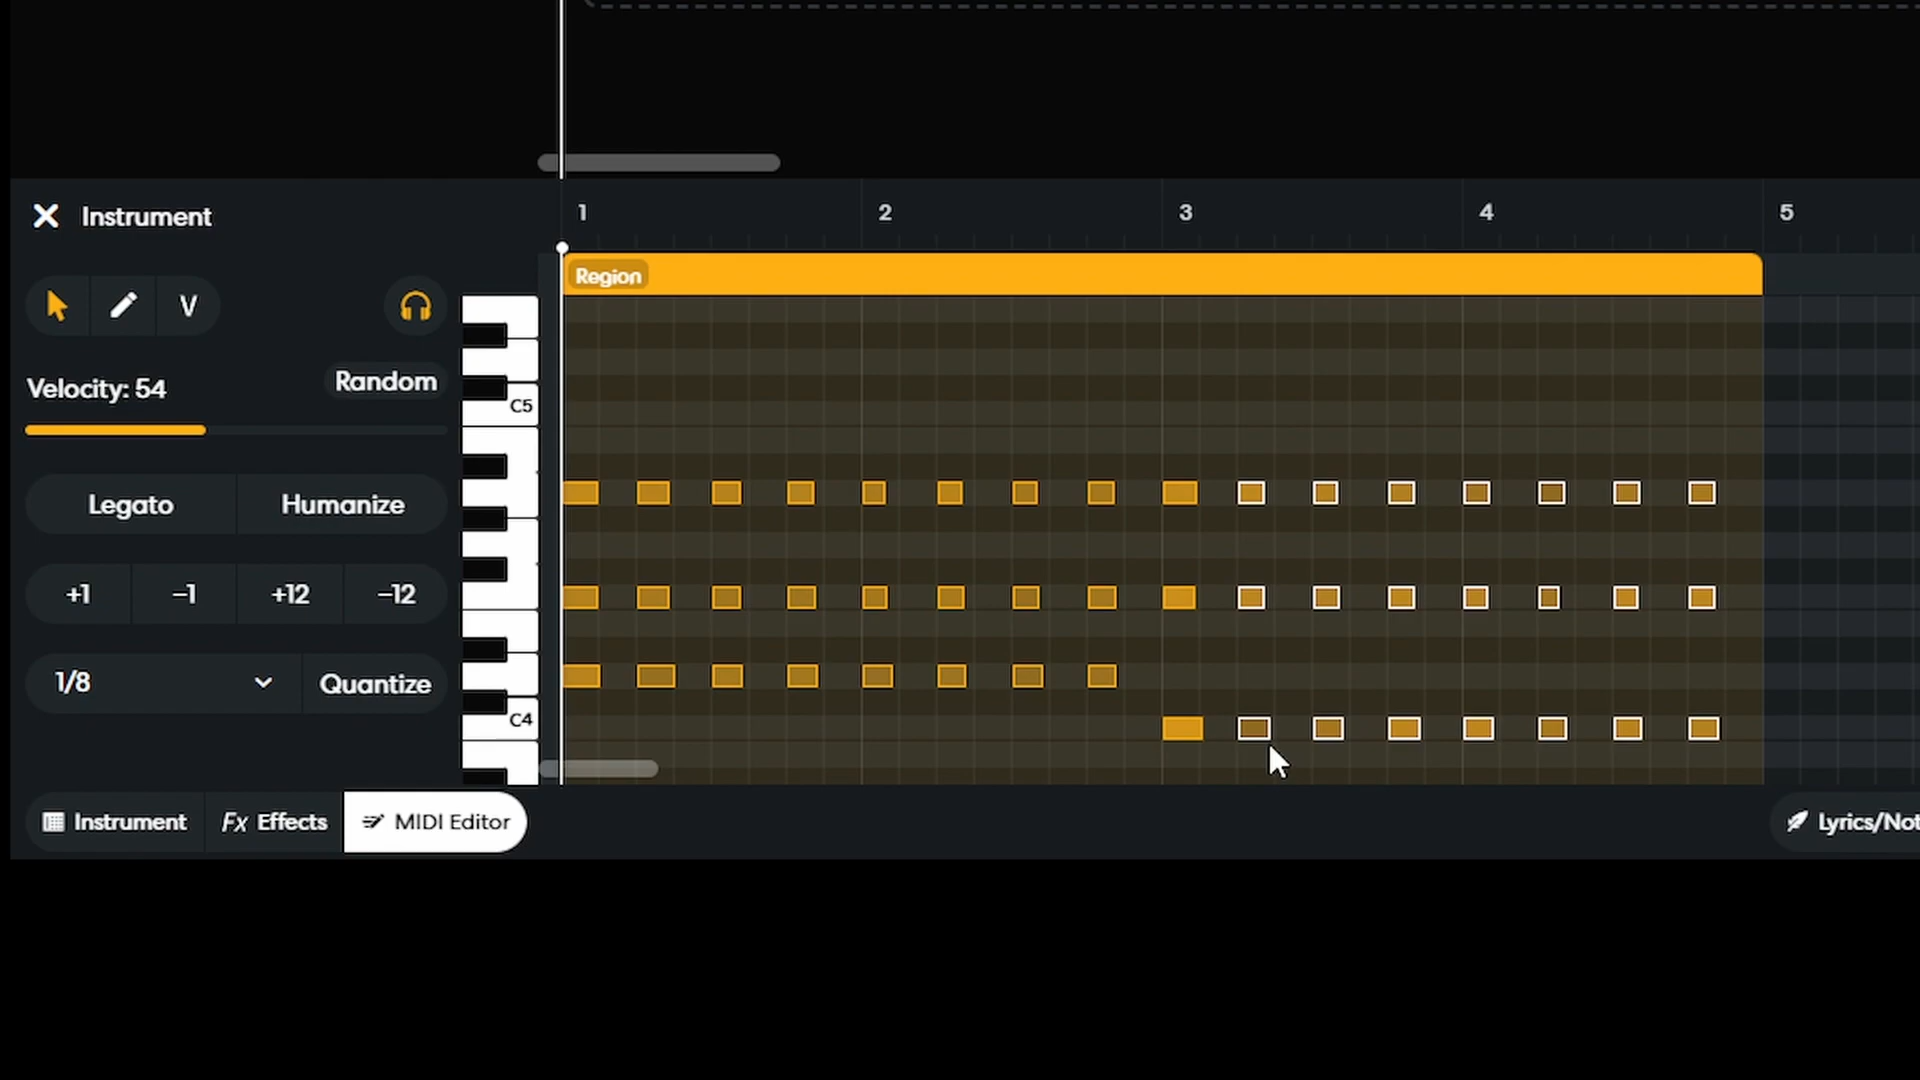 Instrument
1 2 3 4 5
Region
V
Velocity: 54
Random
C5
Legato
Humanize
+1 -1 +12 -12
1/8
Quantize
C4
Instrument
Fx Effects
MIDI Editor
Lyrics/Not